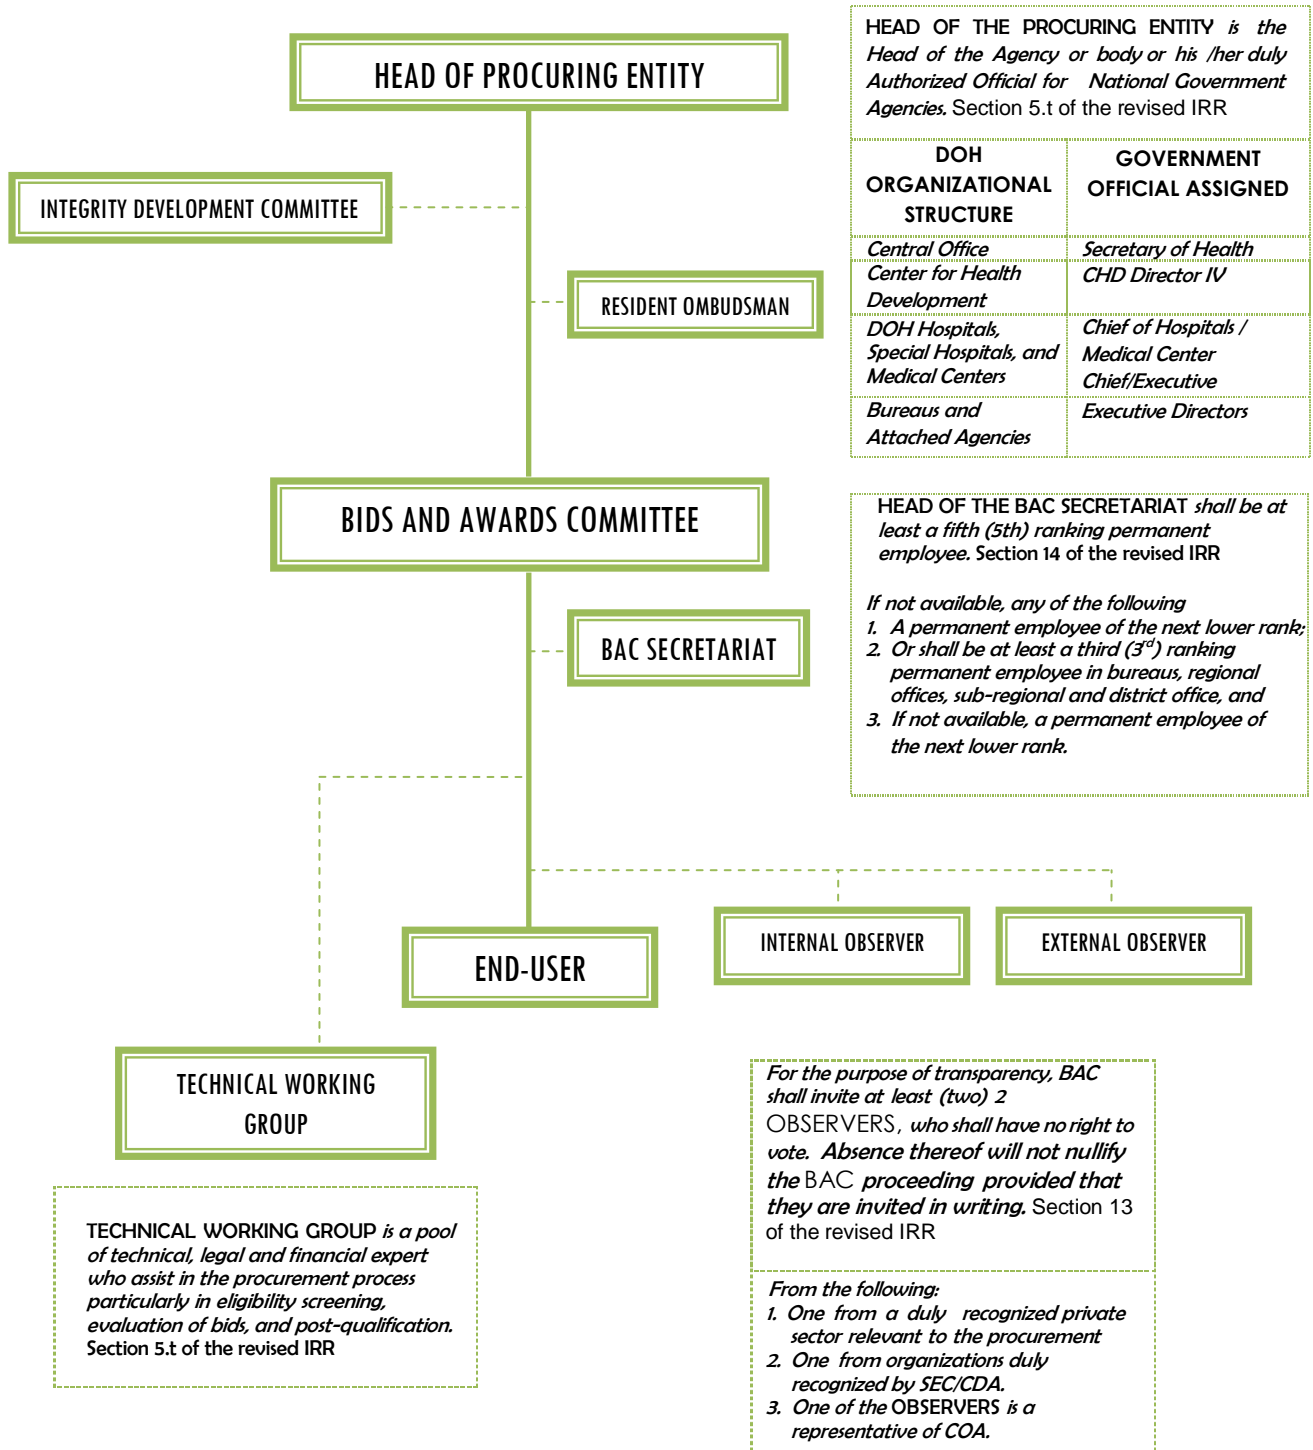 HEAD OF PROCURING ENTITY
HEAD OF THE PROCURING ENTITY is the
Head of the Agency or body or his /her duly
Authorized Official for National Government
Agencies. Section 5.t of the revised IRR
DOH
ORGANIZATIONAL
STRUCTURE
GOVERNMENT
OFFICIAL ASSIGNED
Central Office
Secretary of Health
Center for Health
Development
CHD Director IV
DOH Hospitals,
Special Hospitals, and
Medical Centers
Chief of Hospitals /
Medical Center
Chief/Executive
Bureaus and
Attached Agencies
Executive Directors
INTEGRITY DEVELOPMENT COMMITTEE
RESIDENT OMBUDSMAN
BIDS AND AWARDS COMMITTEE
HEAD OF THE BAC SECRETARIAT shall be at
least a fifth (5th) ranking permanent
employee. Section 14 of the revised IRR
If not available, any of the following
1. A permanent employee of the next lower rank;
2. Or shall be at least a third (3rd) ranking
permanent employee in bureaus, regional
offices, sub-regional and district office, and
3. If not available, a permanent employee of
the next lower rank.
BAC SECRETARIAT
END-USER
INTERNAL OBSERVER
EXTERNAL OBSERVER
TECHNICAL WORKING
GROUP
TECHNICAL WORKING GROUP is a pool
of technical, legal and financial expert
who assist in the procurement process
particularly in eligibility screening,
evaluation of bids, and post-qualification.
Section 5.t of the revised IRR
For the purpose of transparency, BAC
shall invite at least (two) 2
OBSERVERS, who shall have no right to
vote. Absence thereof will not nullify
the BAC proceeding provided that
they are invited in writing. Section 13
of the revised IRR
From the following:
1. One from a duly recognized private
sector relevant to the procurement
2. One from organizations duly
recognized by SEC/CDA.
3. One of the OBSERVERS is a
representative of COA.